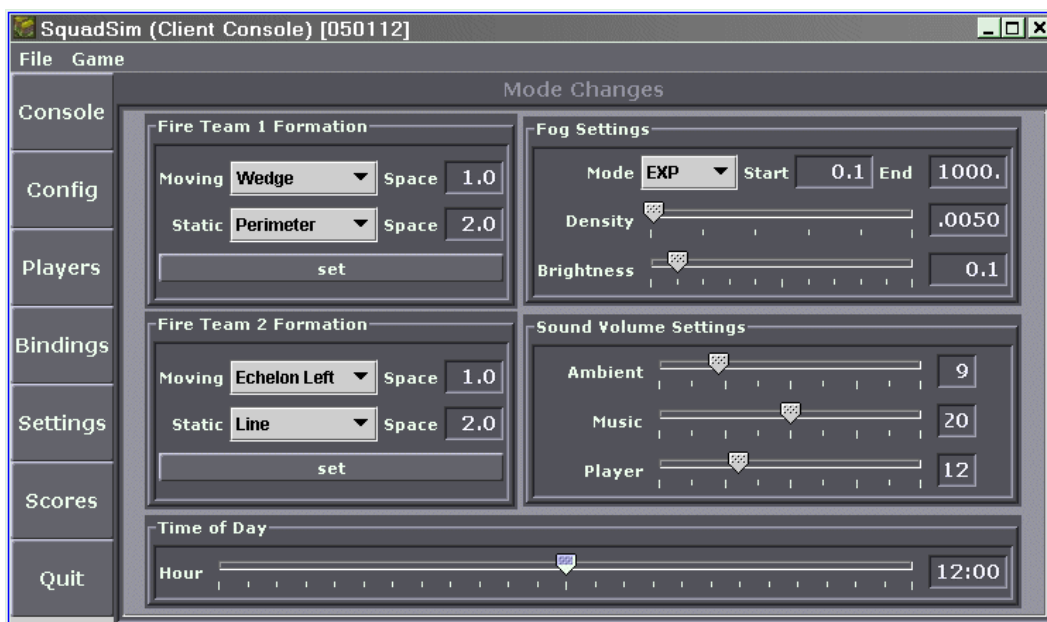 SquadSim (Client Console) [050112]
File Game
Mode Changes
Console
Config
Players
Bindings
Settings
Scores
Quit
Fire Team 1 Formation
Moving Wedge Space 1.0
Static Perimeter Space 2.0
set
Fire Team 2 Formation
Moving Echelon Left Space 1.0
Static Line Space 2.0
set
Fog Settings
Mode EXP Start 0.1 End 1000.
Density .0050
Brightness 0.1
Sound Volume Settings
Ambient 9
Music 20
Player 12
Time of Day
Hour 12:00